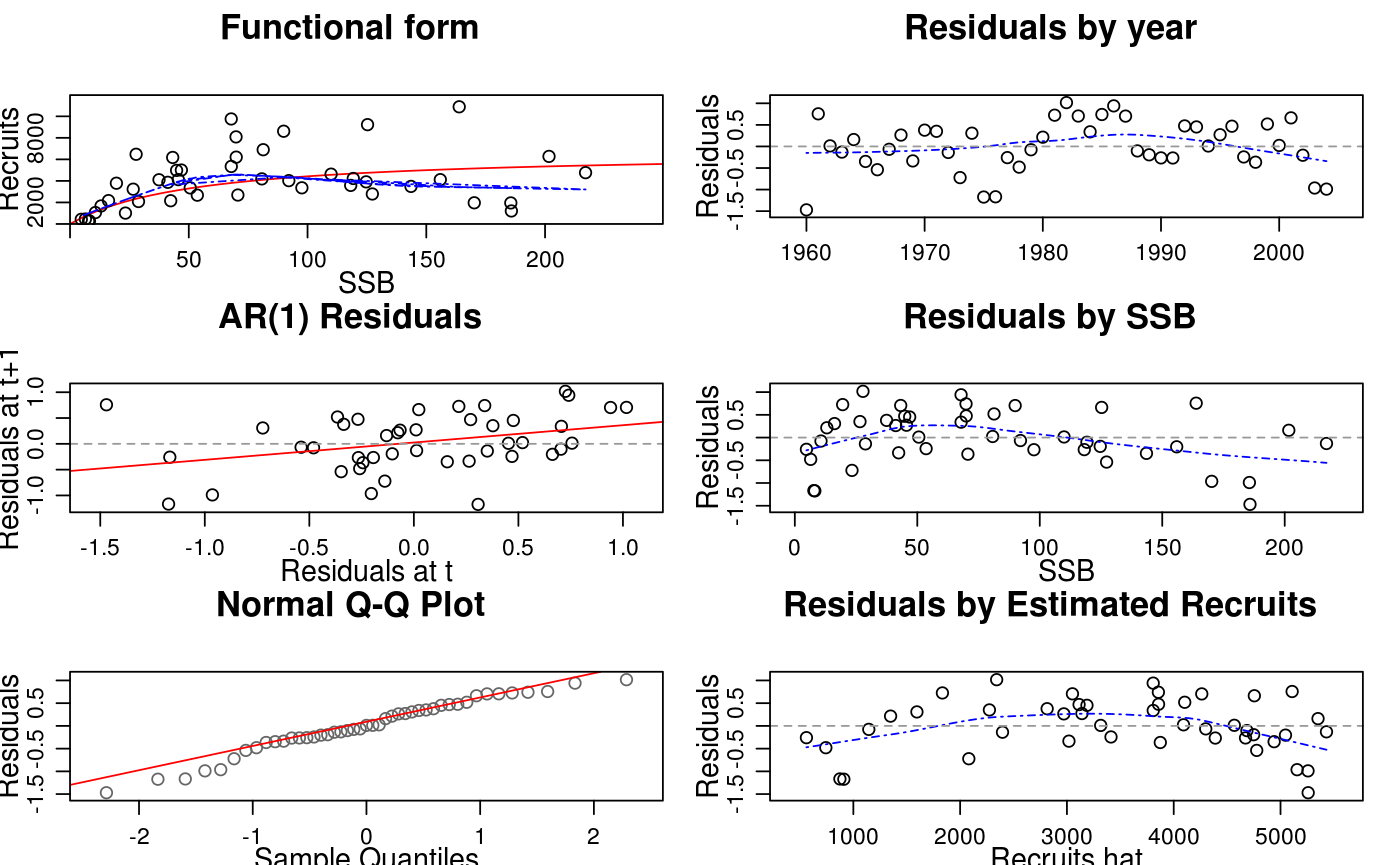 Functional form
Recruits
2000 8000
50 100 150 200
SSB
Residuals by year
Residuals
-1.5 -0.5 0.5
1960 1970 1980 1990 2000
AR(1) Residuals
Residuals at t+1
-1.0 0.0 1.0
-1.5 -1.0 -0.5 0.0 0.5 1.0
Residuals at t
Residuals by SSB
Residuals
-1.5 -0.5 0.5
0 50 100 150 200
SSB
Normal Q-Q Plot
Residuals
-1.5 -0.5 0.5
-2 -1 0 1 2
Sample Quantiles
Residuals by Estimated Recruits
Residuals
-1.5 -0.5 0.5
1000 2000 3000 4000 5000
Recruits hat